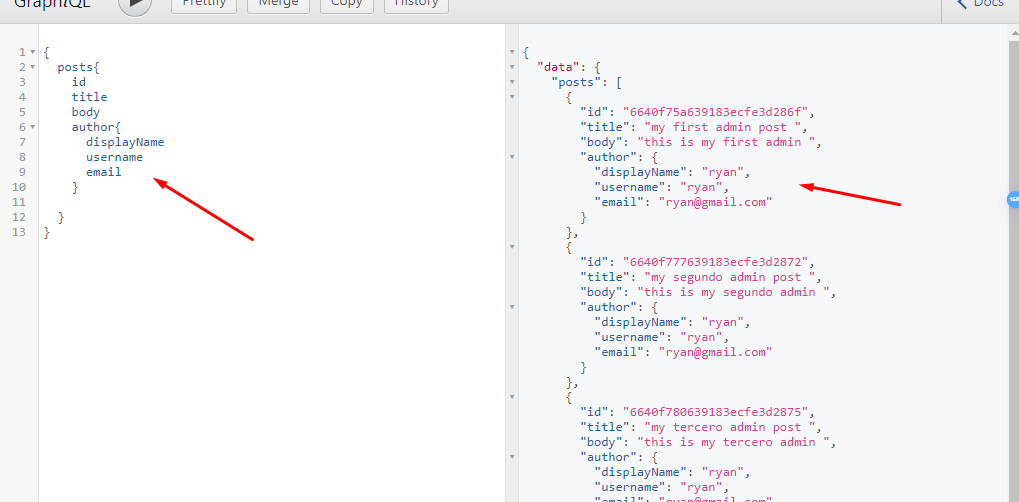 GraphiQL Prettify Merge Copy History Docs
1 {
2 posts{
3 id
4 title
5 body
6 author{
7 displayName
8 username
9 email
10 }
11
12 }
13 }
{
"data": {
"posts": [
{
"id": "6640f75a639183ecfe3d286f",
"title": "my first admin post ",
"body": "this is my first admin ",
"author": {
"displayName": "ryan",
"username": "ryan",
"email": "ryan@gmail.com"
}
},
{
"id": "6640f777639183ecfe3d2872",
"title": "my segundo admin post ",
"body": "this is my segundo admin ",
"author": {
"displayName": "ryan",
"username": "ryan",
"email": "ryan@gmail.com"
}
},
{
"id": "6640f780639183ecfe3d2875",
"title": "my tercero admin post ",
"body": "this is my tercero admin ",
"author": {
"displayName": "ryan",
"username": "ryan",
"email": "ryan@gmail.com"